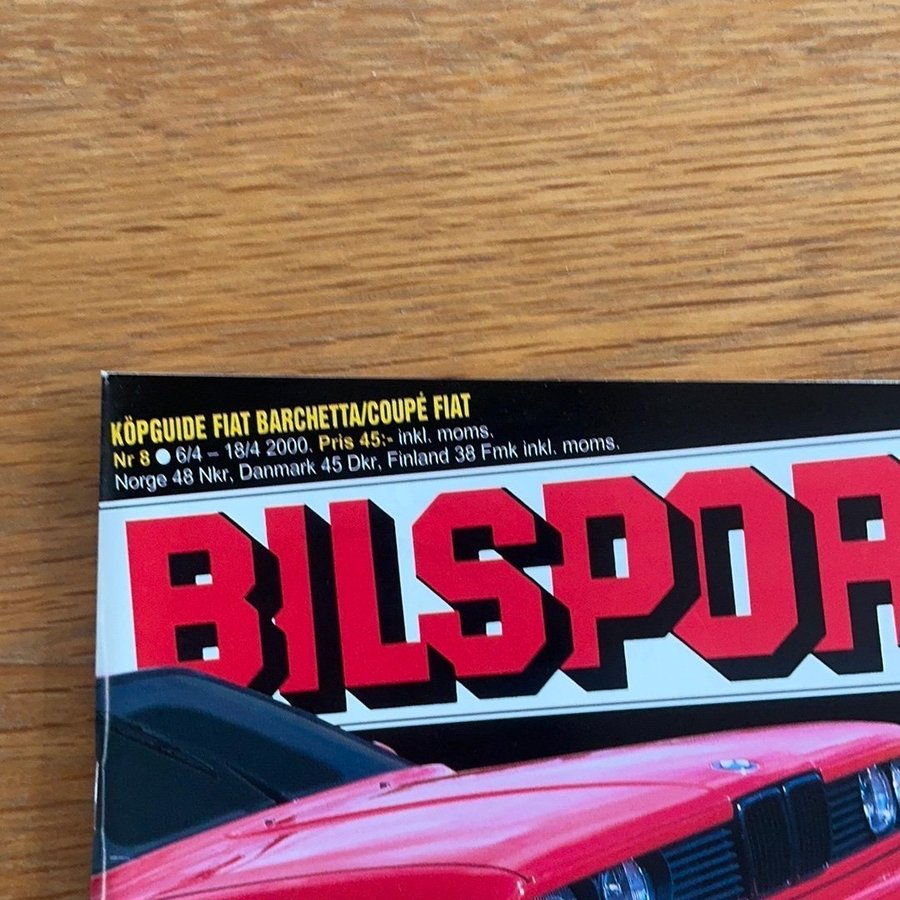 KÖPGUIDE FIAT BARCHETTA/COUPÉ FIAT
Nr 8 ● 6/4 – 18/4 2000. Pris 45:- inkl. moms.
Norge 48 Nkr, Danmark 45 Dkr, Finland 38 Fmk inkl. moms.
BILSPOR